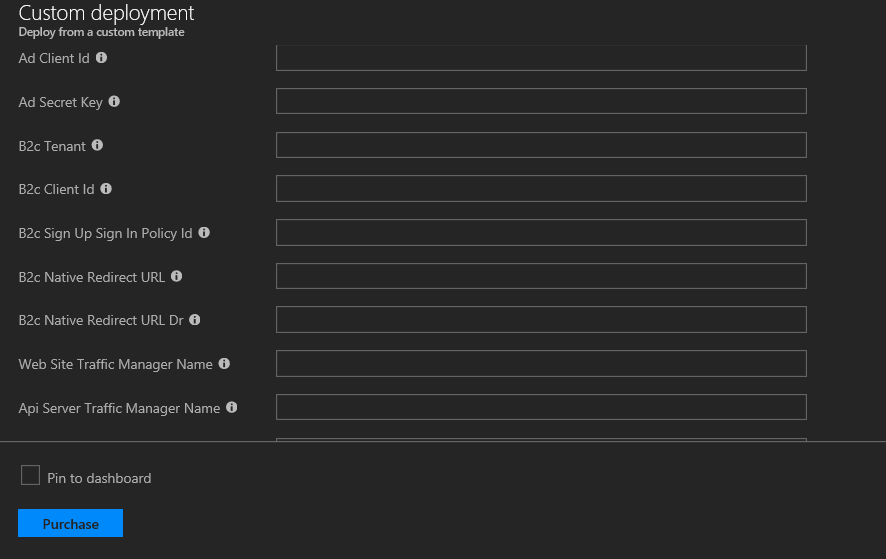 Custom deployment
Deploy from a custom template
Ad Client Id
Ad Secret Key
B2c Tenant
B2c Client Id
B2c Sign Up Sign In Policy Id
B2c Native Redirect URL
B2c Native Redirect URL Dr
Web Site Traffic Manager Name
Api Server Traffic Manager Name
Pin to dashboard
Purchase